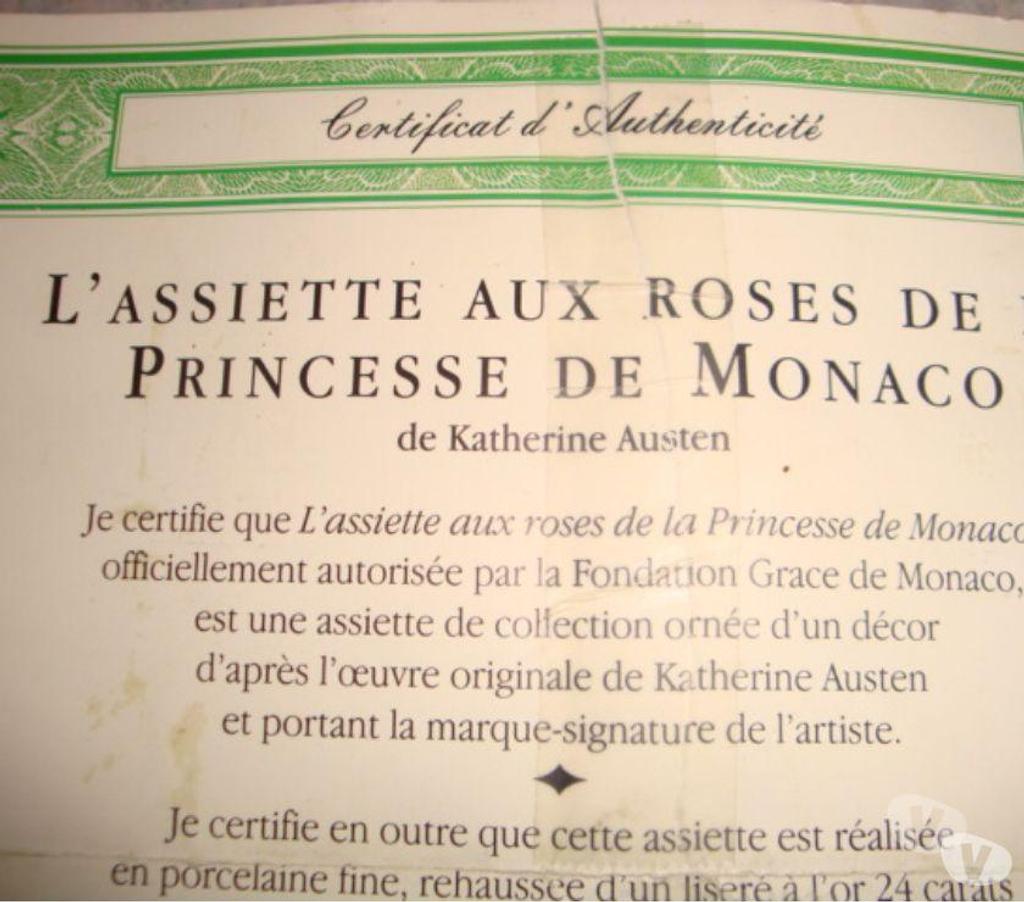 Certificat d'Authenticité
L'ASSIETTE AUX ROSES DE
PRINCESSE DE MONACO
de Katherine Austen
Je certifie que L'assiette aux roses de la Princesse de Monaco
officiellement autorisée par la Fondation Grace de Monaco,
est une assiette de collection ornée d'un décor
d'après l'œuvre originale de Katherine Austen
et portant la marque-signature de l'artiste.
Je certifie en outre que cette assiette est réalisée
en porcelaine fine, rehaussée d'un liseré à l'or 24 carats
V